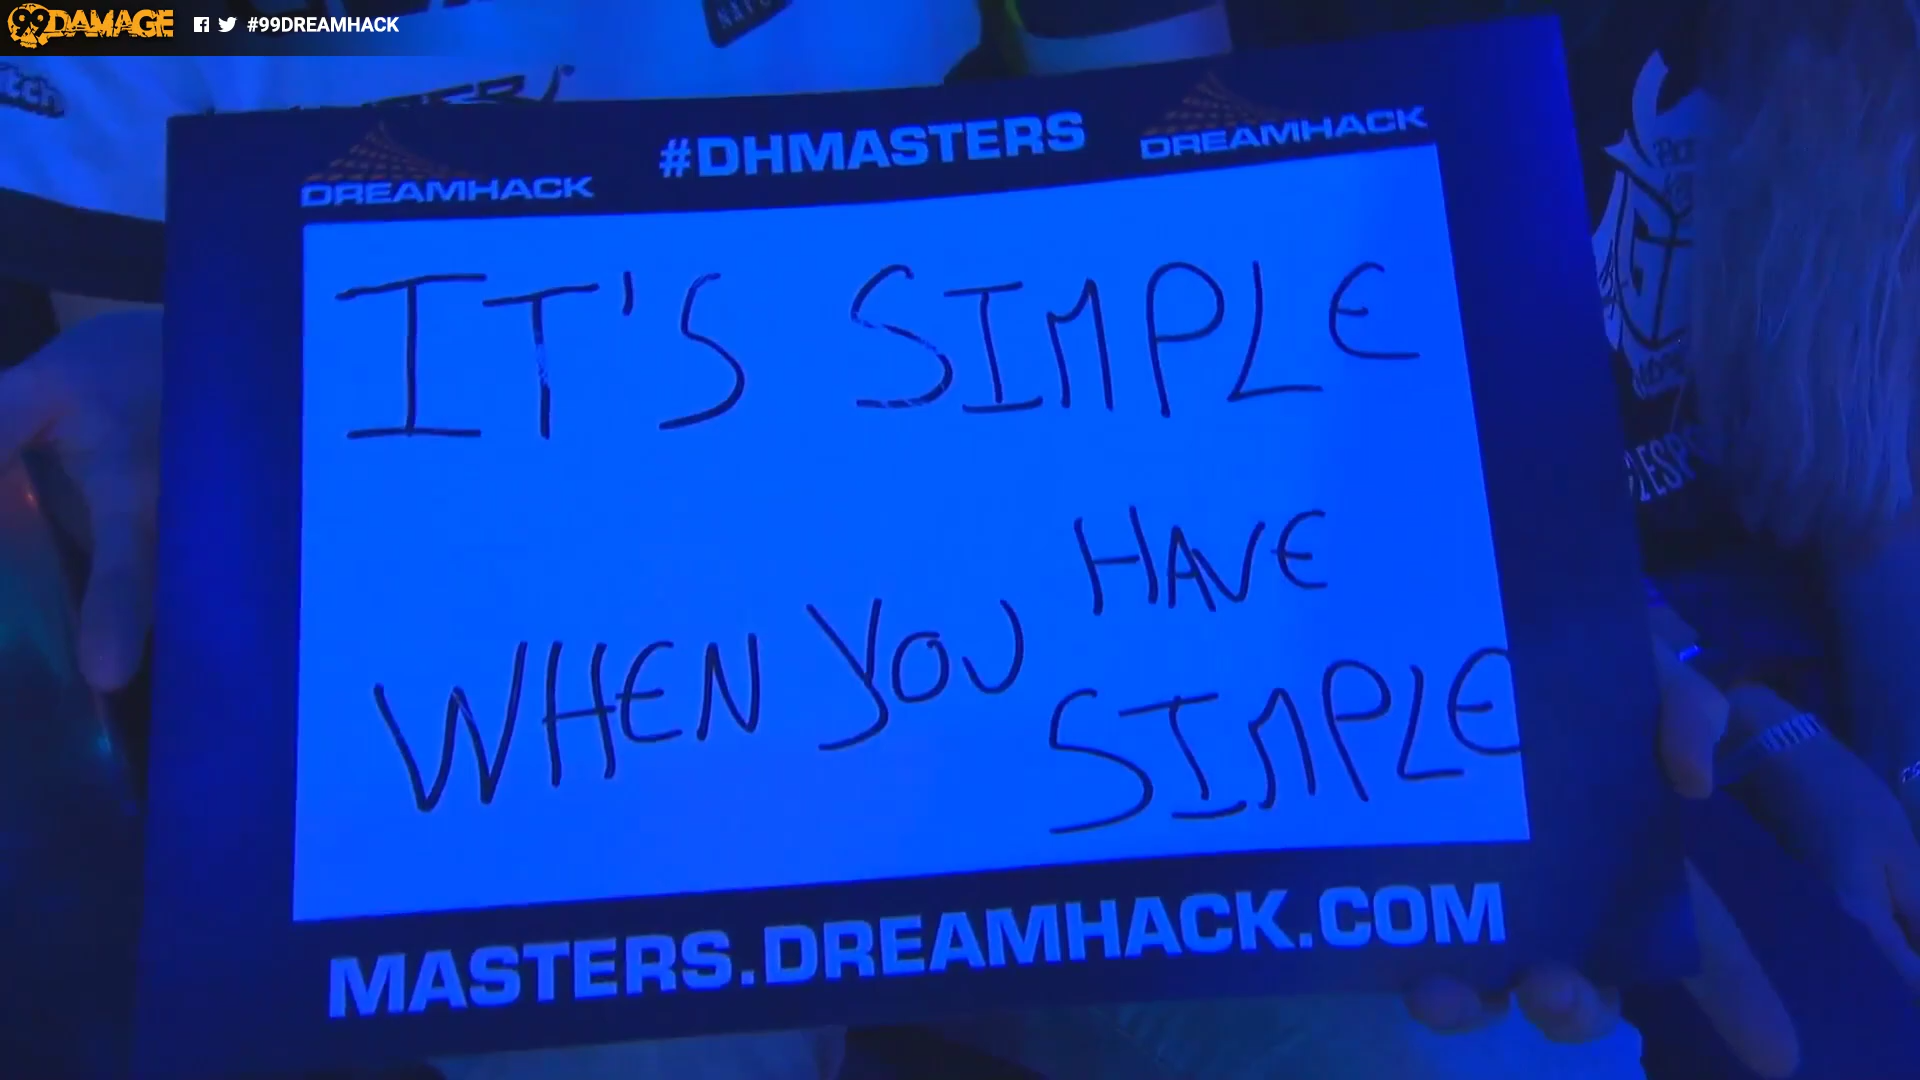 99DAMAGE #99DREAMHACK
DREAMHACK #DHMASTERS DREAMHACK
IT'S SIMPLE
WHEN YOU HAVE
SIMPLE
MASTERS.DREAMHACK.COM